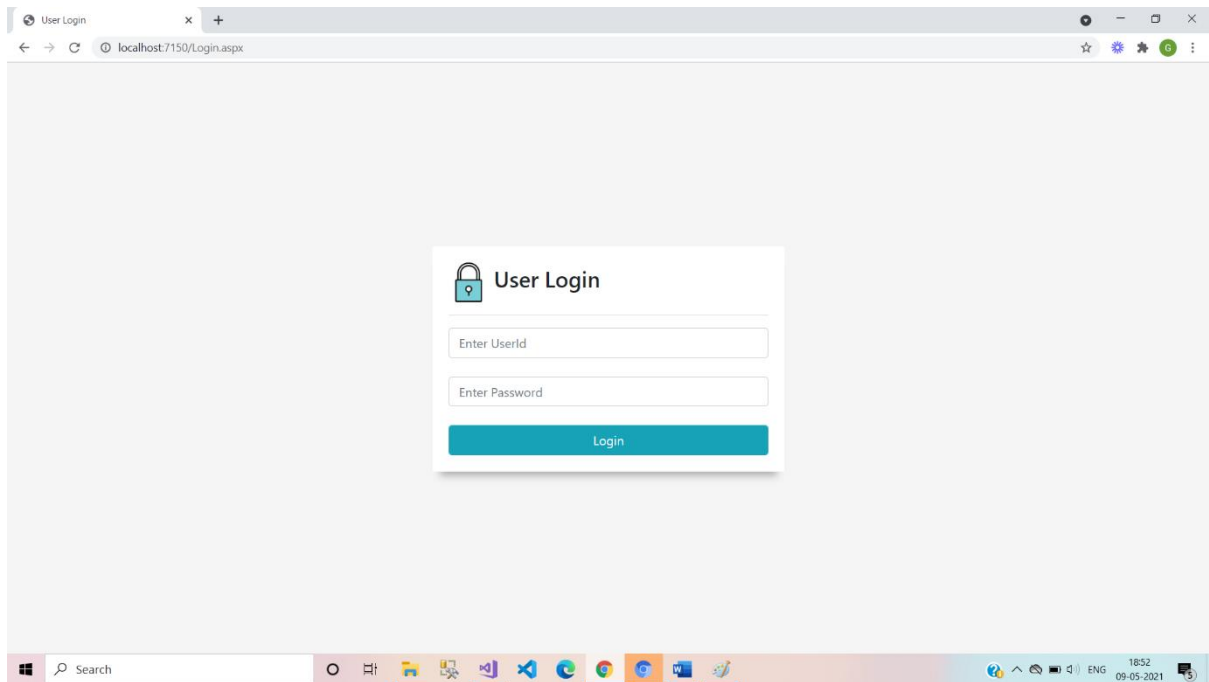 User Login
localhost:7150/Login.aspx
G
User Login
Enter UserId
Enter Password
Login
Search
W
ENG
18:52
09-05-2021
5